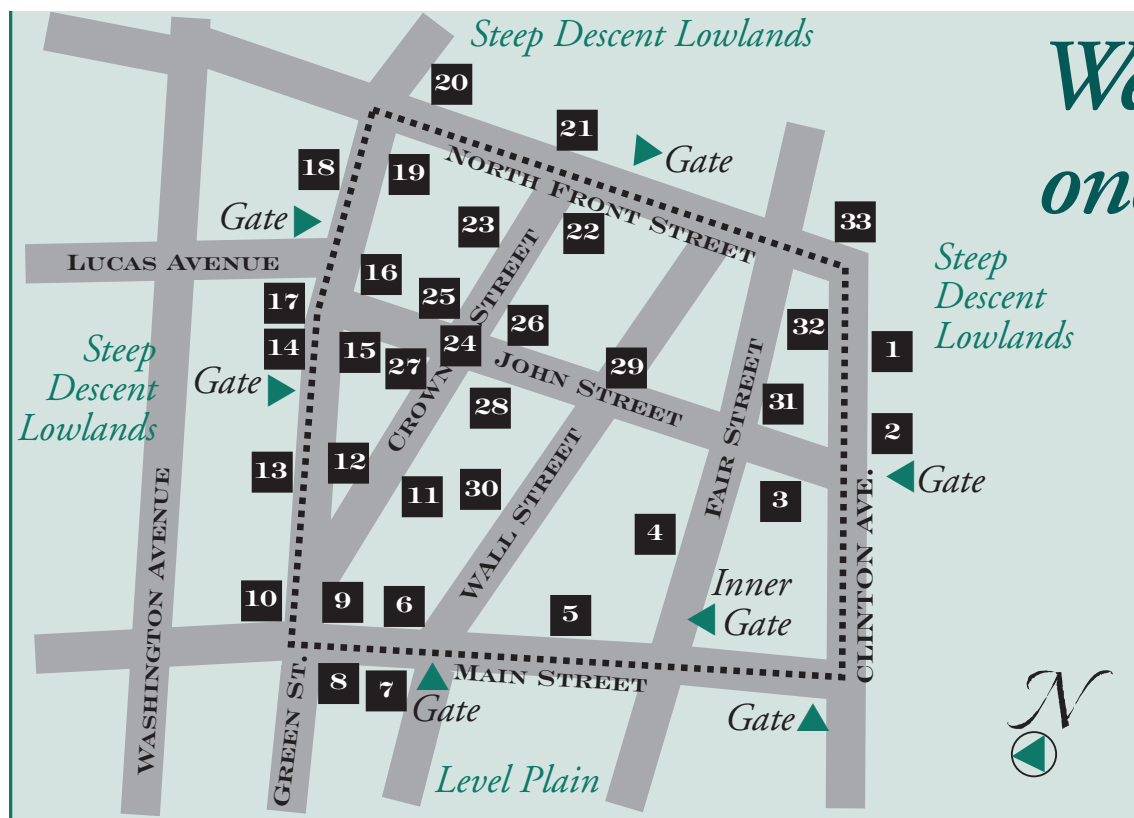 Steep Descent Lowlands
20
21
Gate
18
19
NORTH FRONT STREET
Gate
23
22
33
LUCAS AVENUE
16
Steep
Descent
Lowlands
17
25
26
32
1
Steep
Descent
Lowlands
14
15
24
27
CROWN STREET
JOHN STREET
29
Gate
28
31
2
FAIR STREET
12
13
11
30
3
Gate
WALL STREET
4
CLINTON AVE.
WASHINGTON AVENUE
10
9
6
5
Inner
Gate
GREEN ST.
8
7
MAIN STREET
Gate
Gate
Level Plain
N